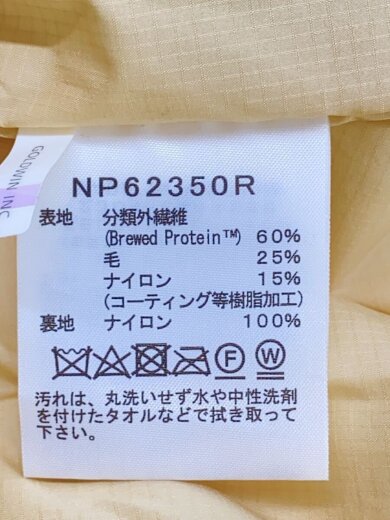 GOLDWIN INC
NP62350R
表地 分類外繊維
(Brewed Protein™) 60%
毛 25%
ナイロン 15%
(コーティング等樹脂加工)
裏地 ナイロン 100%
F W
汚れは、丸洗いせず水や中性洗剤
を付けたタオルなどで拭き取って
下さい。